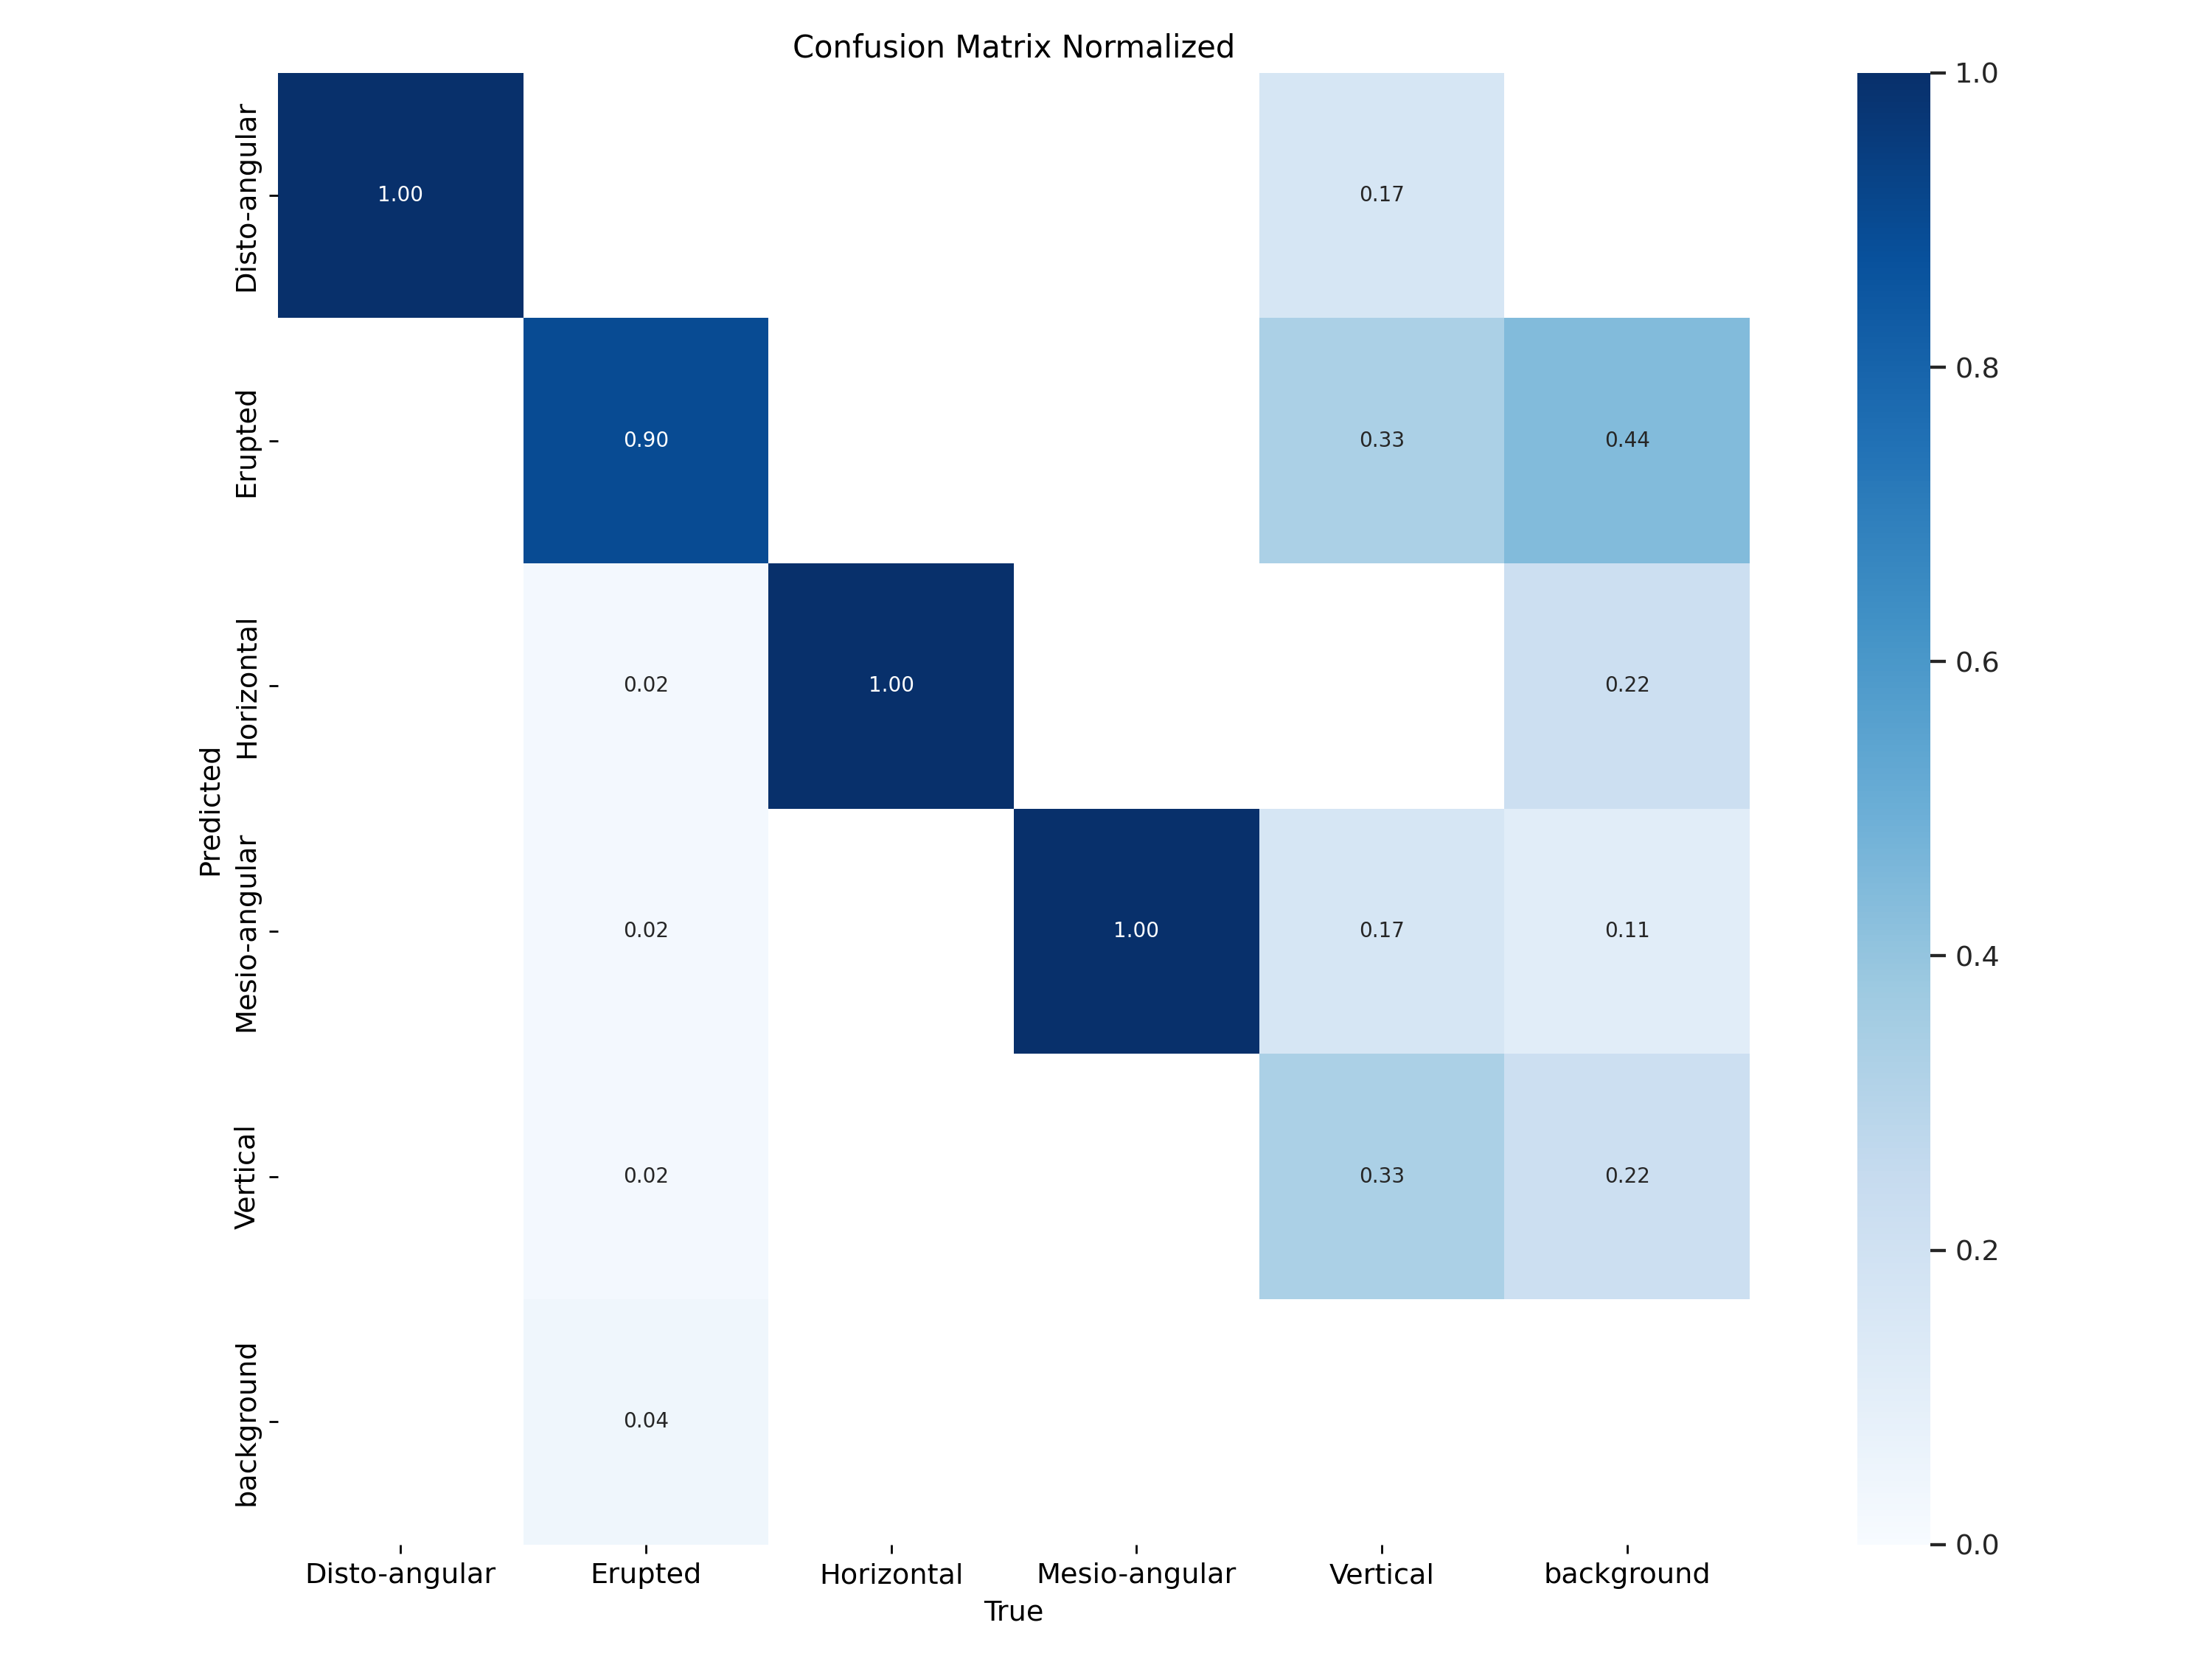 Confusion Matrix Normalized
Disto-angular
1.00
0.17
Erupted
0.90
0.33
0.44
Horizontal
0.02
1.00
0.22
Mesio-angular
0.02
1.00
0.17
0.11
Vertical
0.02
0.33
0.22
background
0.04
Predicted
Disto-angular
Erupted
Horizontal
Mesio-angular
Vertical
background
True
1.0
0.8
0.6
0.4
0.2
0.0